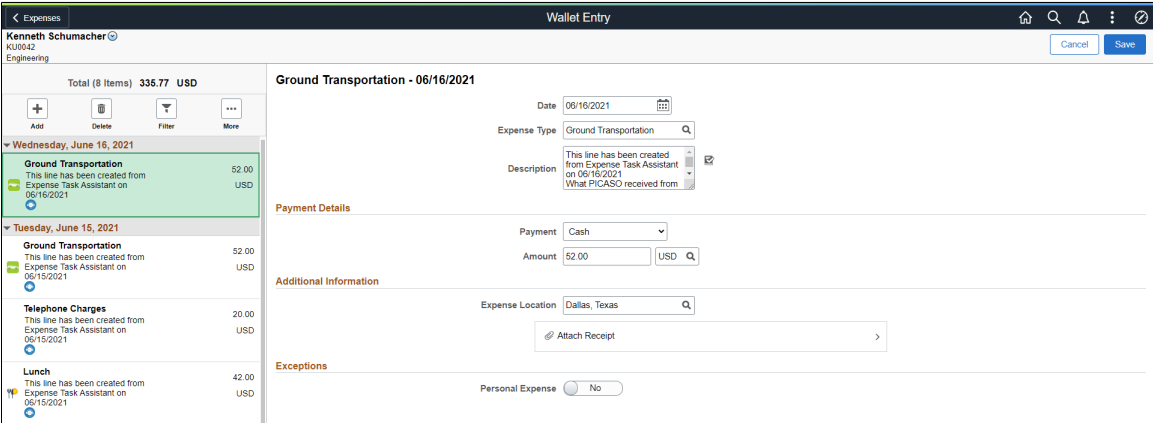 Expenses
Wallet Entry
Kenneth Schumacher
KU0042
Engineering
Cancel
Save
Total (8 Items) 335.77 USD
Add
Delete
Filter
More
Wednesday, June 16, 2021
Ground Transportation
This line has been created from
Expense Task Assistant on
06/16/2021
52.00
USD
Tuesday, June 15, 2021
Ground Transportation
This line has been created from
Expense Task Assistant on
06/15/2021
52.00
USD
Telephone Charges
This line has been created from
Expense Task Assistant on
06/15/2021
20.00
USD
Lunch
This line has been created from
Expense Task Assistant on
06/15/2021
42.00
USD
Ground Transportation - 06/16/2021
Date 06/16/2021
Expense Type Ground Transportation
Description
This line has been created
from Expense Task Assistant
on 06/16/2021
What PICASO received from
Payment Details
Payment Cash
Amount 52.00 USD
Additional Information
Expense Location Dallas, Texas
Attach Receipt
Exceptions
Personal Expense No